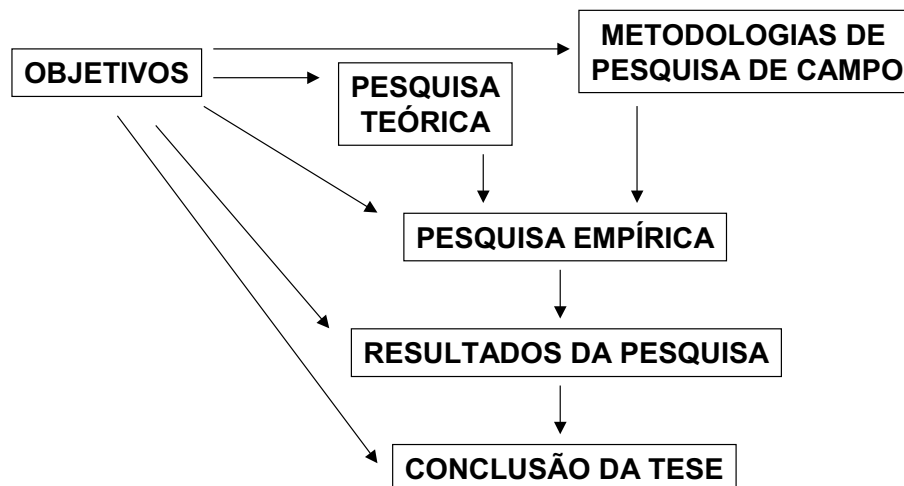 METODOLOGIAS DE
PESQUISA DE CAMPO
OBJETIVOS
PESQUISA
TEÓRICA
PESQUISA EMPÍRICA
RESULTADOS DA PESQUISA
CONCLUSÃO DA TESE